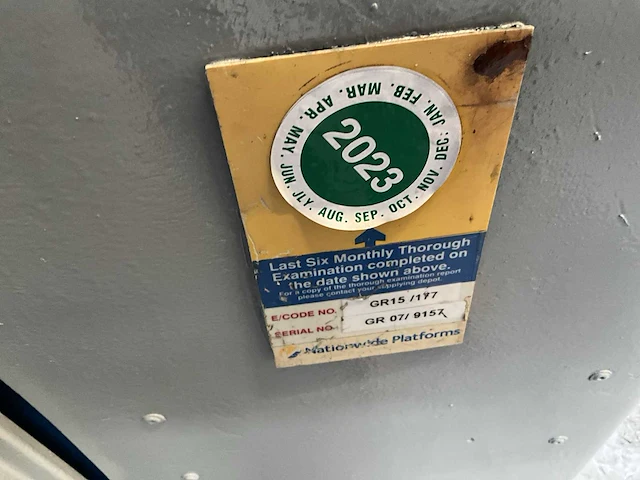 JAN. FEB. MAR. APR. MAY. JUN. JLY. AUG. SEP. OCT. NOV. DEC.
2023
Last Six Monthly Thorough
Examination completed on
the date shown above.
For a copy of the thorough examination report
please contact your supplying depot.
E/CODE NO. GR15 /177
SERIAL NO. GR 07/ 9157
Nationwide Platforms